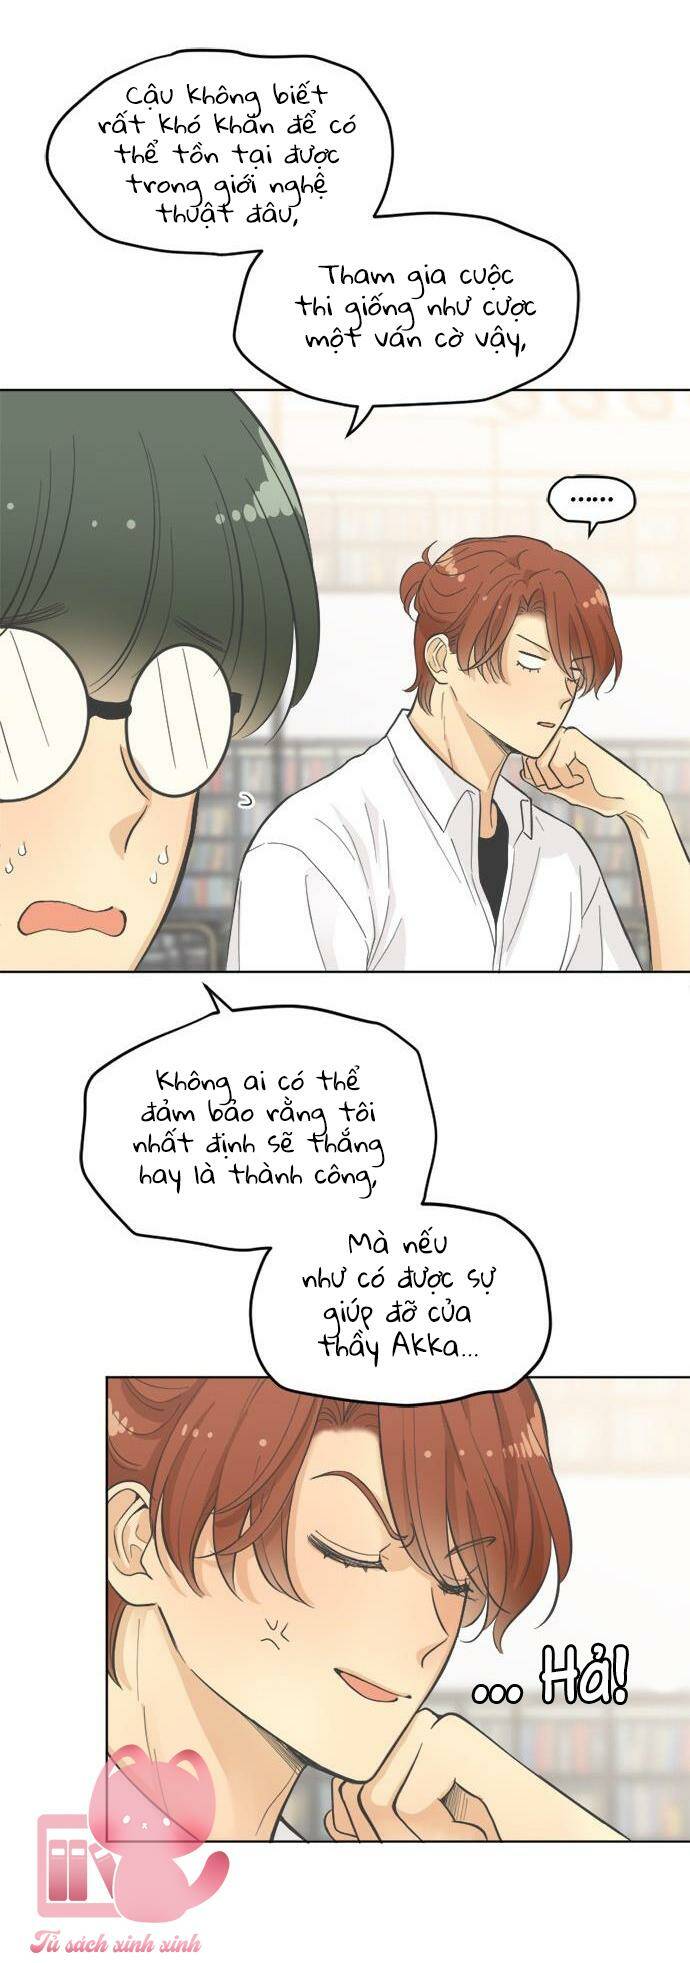 Cậu không biết
rất khó khăn để có
thể tồn tại được
trong giới nghệ
thuật đâu,
Tham gia cuộc
thi giống như cược
một ván cờ vậy,
......
Không ai có thể
đảm bảo rằng tôi
nhất định sẽ thắng
hay là thành công,
Mà nếu
như có được sự
giúp đỡ của
thầy Akka...
... Hả!
Tủ sách xinh xinh